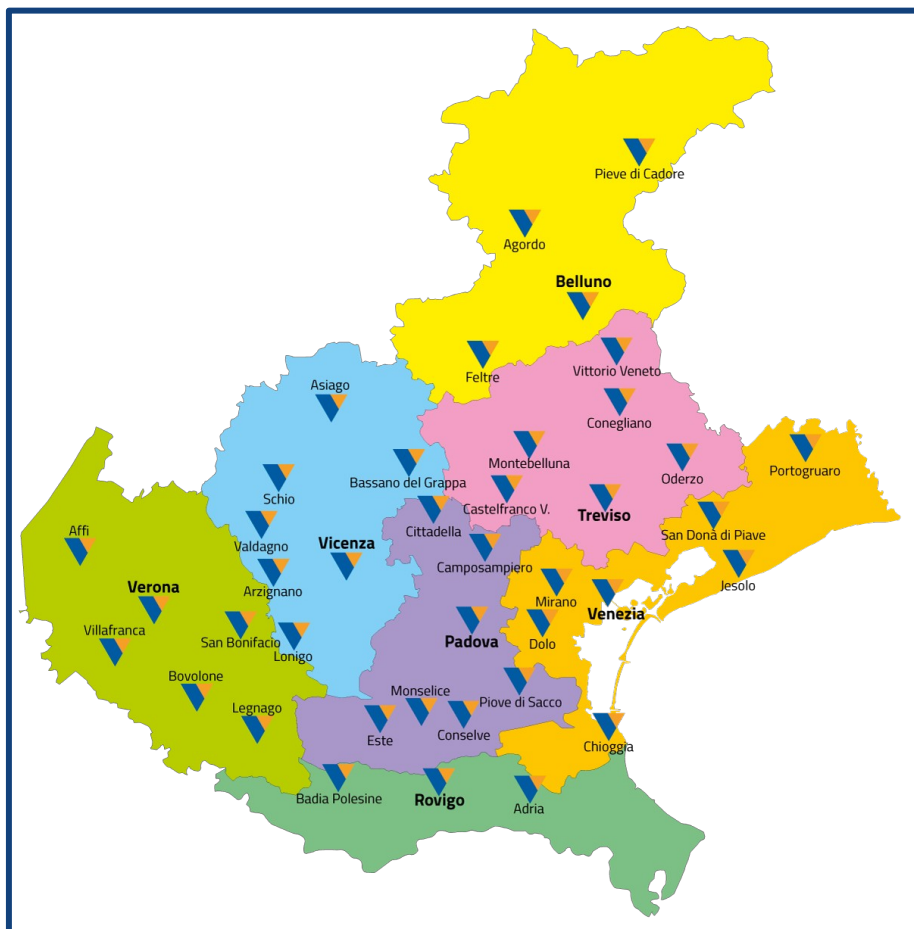 Pieve di Cadore
Agordo
Belluno
Vittorio Veneto
Feltre
Asiago
Conegliano
Montebelluna
Oderzo
Portogruaro
Bassano del Grappa
Schio
Castelfranco V.
Treviso
Cittadella
San Donà di Piave
Affi
Valdagno
Vicenza
Camposampiero
Jesolo
Verona
Arzignano
Mirano
Venezia
Villafranca
San Bonifacio
Lonigo
Padova
Dolo
Bovolone
Monselice
Piove di Sacco
Legnago
Este
Conselve
Chioggia
Badia Polesine
Rovigo
Adria